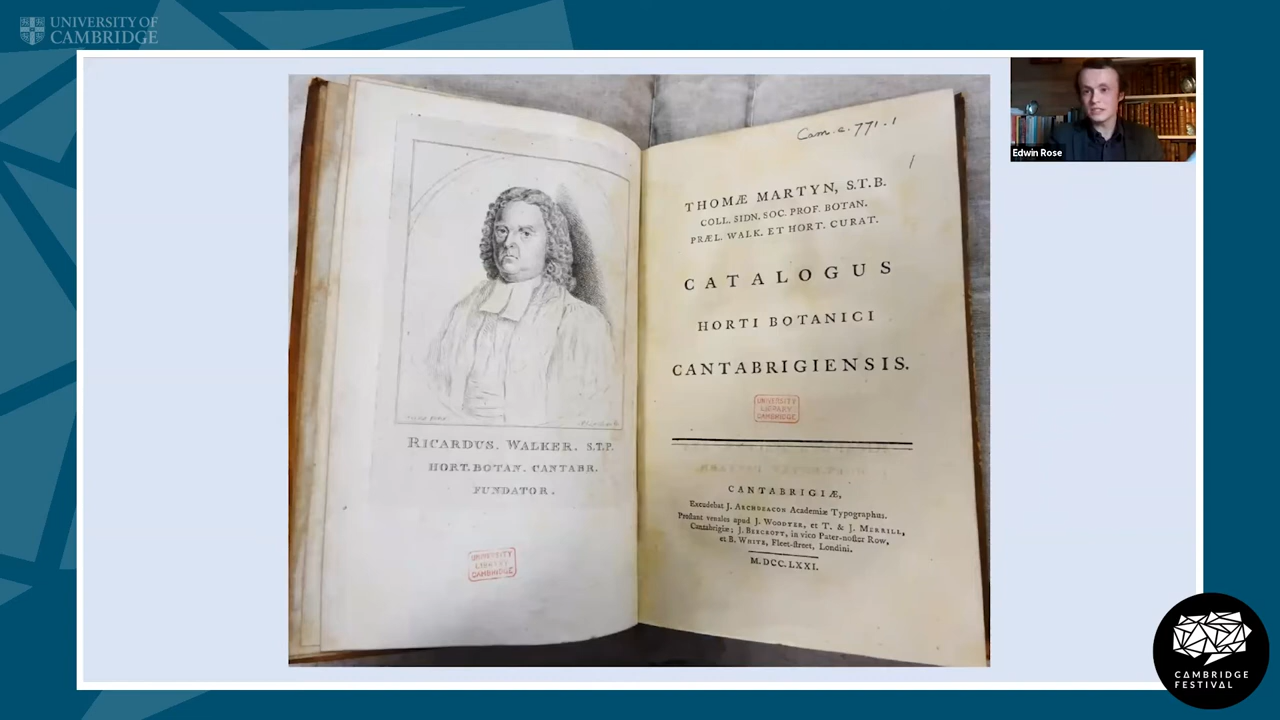 UNIVERSITY OF
CAMBRIDGE
Edwin Rose
RICARDUS. WALKER. S.T.P.
HORT. BOTAN. CANTABR.
FUNDATOR.
UNIVERSITY
LIBRARY
CAMBRIDGE
Cam.c.771.1
1
THOMÆ MARTYN, S.T.B.
COLL. SIDN. SOC. PROF. BOTAN.
PRÆL. WALK. ET HORT. CURAT.
CATALOGUS
HORTI BOTANICI
CANTABRIGIENSIS.
UNIVERSITY
LIBRARY
CAMBRIDGE
CANTABRIGIÆ,
Excudebat J. ARCHDEACON Academiæ Typographus.
Proſtant venales apud J. WOODYER, et T. & J. MERRILL,
Cantabrigiæ; J. BEECROFT, in vico Pater-noſter Row,
et B. WHITE, Fleet-ſtreet, Londini.
M.DCC.LXXI.
CAMBRIDGE
FESTIVAL